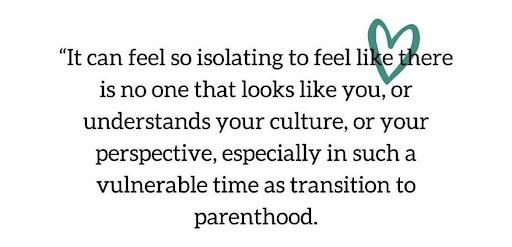 “It can feel so isolating to feel like there
is no one that looks like you, or
understands your culture, or your
perspective, especially in such a
vulnerable time as transition to
parenthood.